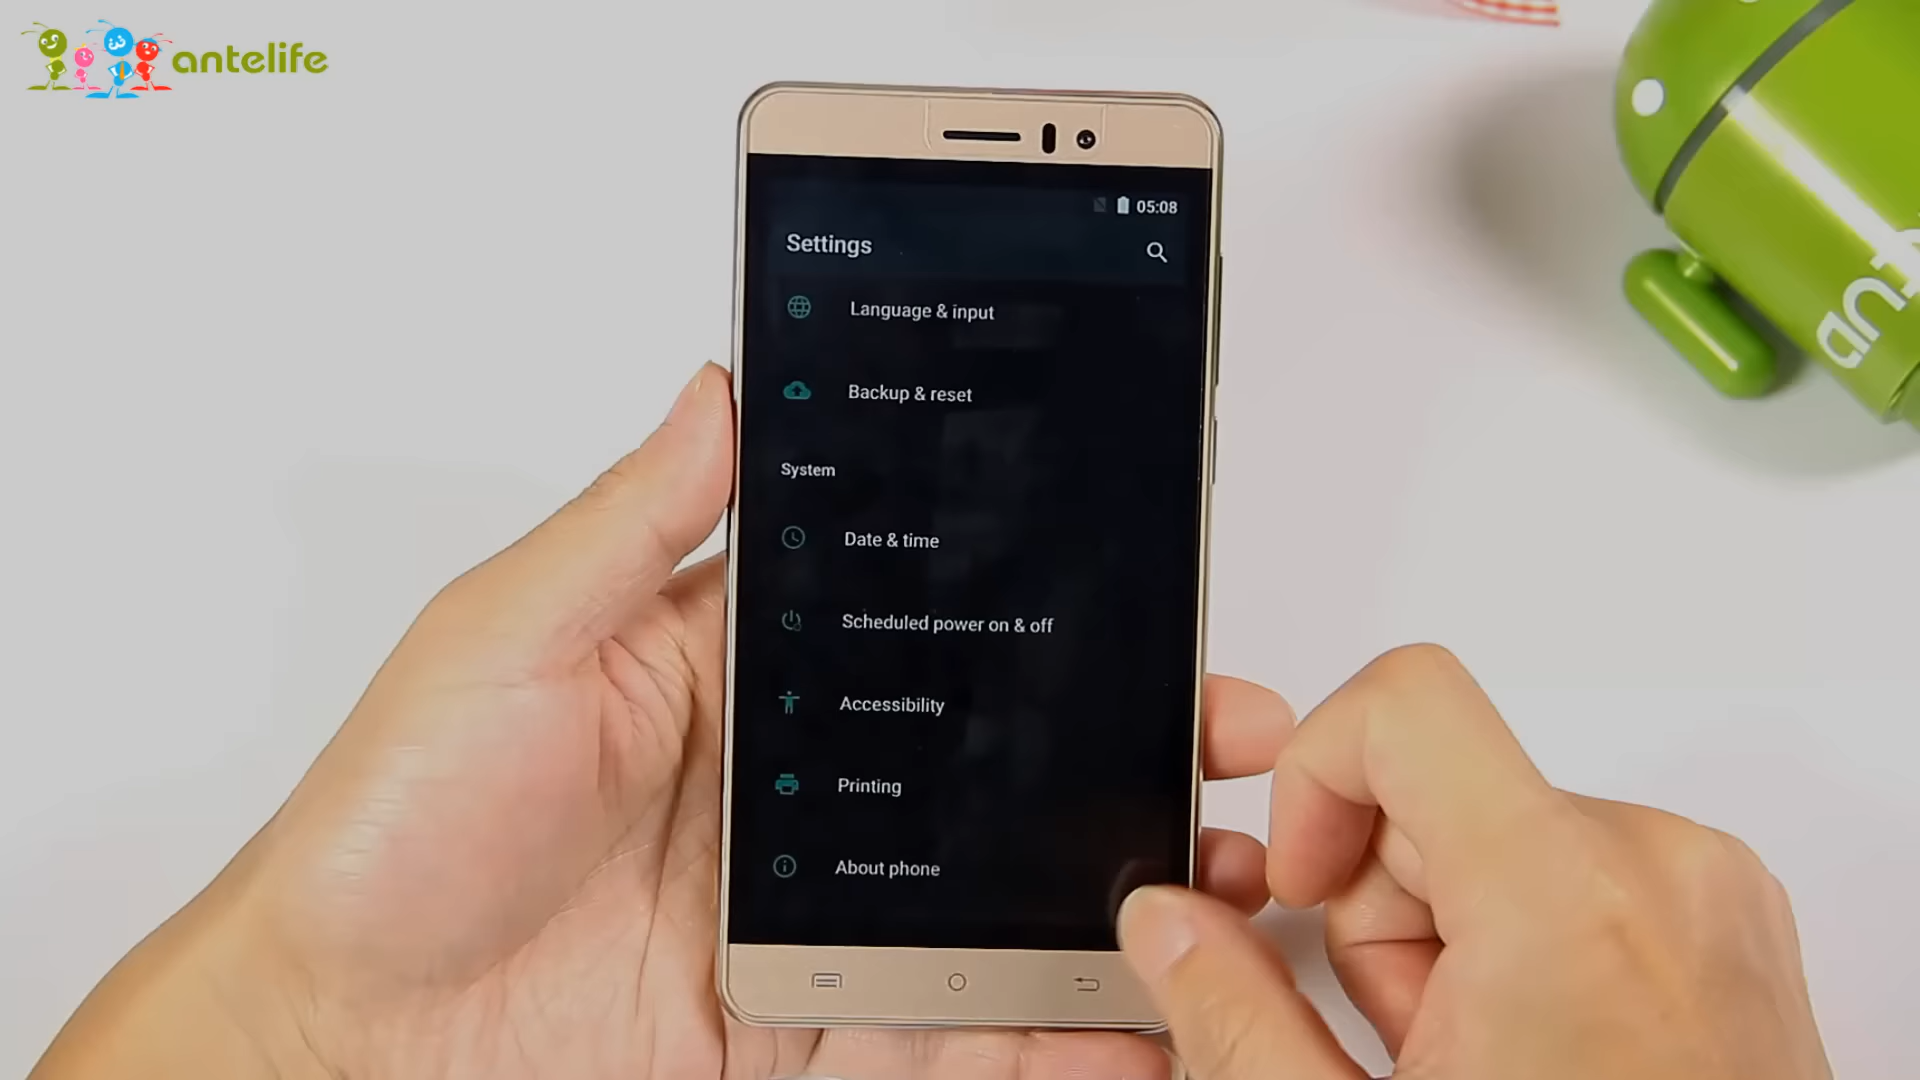 antelife
05:08
Settings
Language & input
Backup & reset
System
Date & time
Scheduled power on & off
Accessibility
Printing
About phone